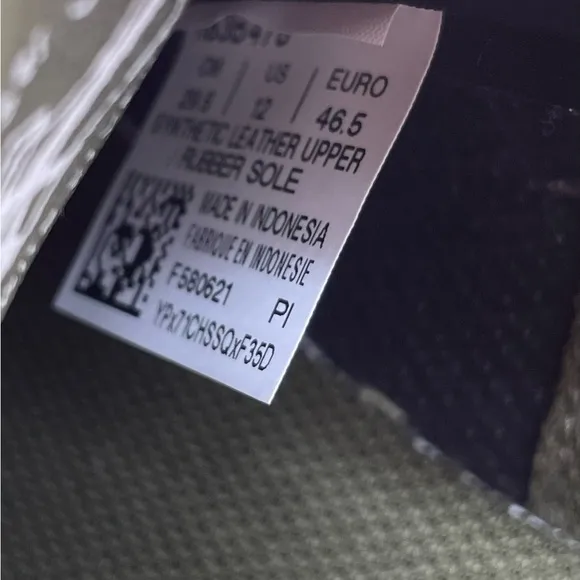 CM US EURO
29.5 12 46.5
SYNTHETIC LEATHER UPPER
RUBBER SOLE
MADE IN INDONESIA
FABRIQUE EN INDONESIE
F580621 PI
YPx71CHSSQxF35D